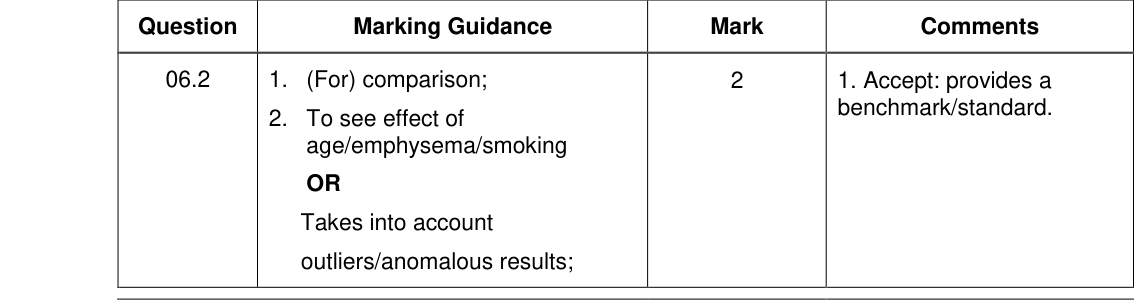 Question Marking Guidance Mark Comments
06.2 1. (For) comparison; 2 1. Accept: provides a
benchmark/standard.
2. To see effect of
age/emphysema/smoking
OR
Takes into account
outliers/anomalous results;